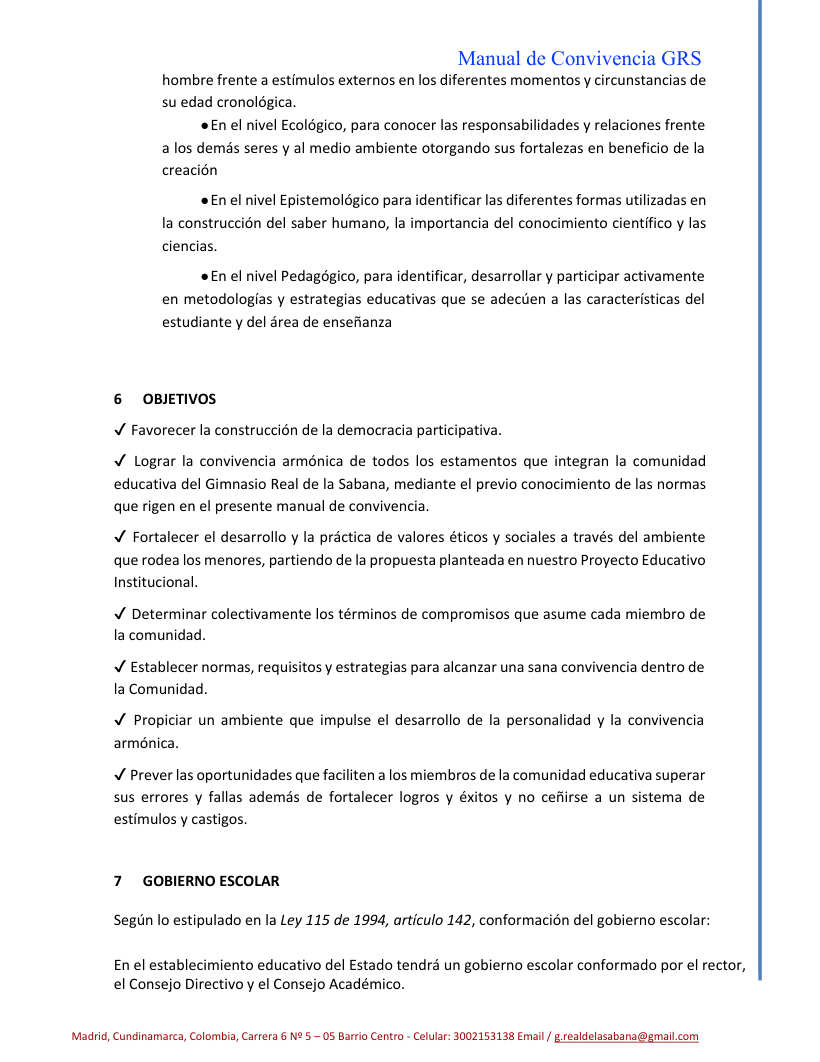 Manual de Convivencia GRS
hombre frente a estímulos externos en los diferentes momentos y circunstancias de
su edad cronológica.
●En el nivel Ecológico, para conocer las responsabilidades y relaciones frente
a los demás seres y al medio ambiente otorgando sus fortalezas en beneficio de la
creación
●En el nivel Epistemológico para identificar las diferentes formas utilizadas en
la construcción del saber humano, la importancia del conocimiento científico y las
ciencias.
●En el nivel Pedagógico, para identificar, desarrollar y participar activamente
en metodologías y estrategias educativas que se adecúen a las características del
estudiante y del área de enseñanza
6 OBJETIVOS
✓ Favorecer la construcción de la democracia participativa.
✓ Lograr la convivencia armónica de todos los estamentos que integran la comunidad
educativa del Gimnasio Real de la Sabana, mediante el previo conocimiento de las normas
que rigen en el presente manual de convivencia.
✓ Fortalecer el desarrollo y la práctica de valores éticos y sociales a través del ambiente
que rodea los menores, partiendo de la propuesta planteada en nuestro Proyecto Educativo
Institucional.
✓ Determinar colectivamente los términos de compromisos que asume cada miembro de
la comunidad.
✓ Establecer normas, requisitos y estrategias para alcanzar una sana convivencia dentro de
la Comunidad.
✓ Propiciar un ambiente que impulse el desarrollo de la personalidad y la convivencia
armónica.
✓ Prever las oportunidades que faciliten a los miembros de la comunidad educativa superar
sus errores y fallas además de fortalecer logros y éxitos y no ceñirse a un sistema de
estímulos y castigos.
7 GOBIERNO ESCOLAR
Según lo estipulado en la Ley 115 de 1994, artículo 142, conformación del gobierno escolar:
En el establecimiento educativo del Estado tendrá un gobierno escolar conformado por el rector,
el Consejo Directivo y el Consejo Académico.
Madrid, Cundinamarca, Colombia, Carrera 6 Nº 5 – 05 Barrio Centro - Celular: 3002153138 Email / g.realdelasabana@gmail.com